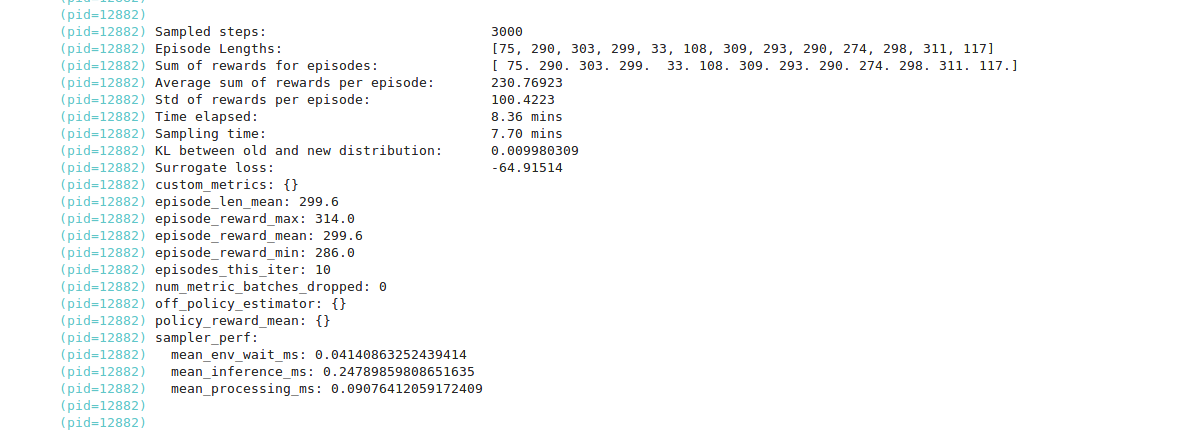 (pid=12882)
(pid=12882) Sampled steps: 3000
(pid=12882) Episode Lengths: [75, 290, 303, 299, 33, 108, 309, 293, 290, 274, 298, 311, 117]
(pid=12882) Sum of rewards for episodes: [ 75. 290. 303. 299.  33. 108. 309. 293. 290. 274. 298. 311. 117.]
(pid=12882) Average sum of rewards per episode: 230.76923
(pid=12882) Std of rewards per episode: 100.4223
(pid=12882) Time elapsed: 8.36 mins
(pid=12882) Sampling time: 7.70 mins
(pid=12882) KL between old and new distribution: 0.009980309
(pid=12882) Surrogate loss: -64.91514
(pid=12882) custom_metrics: {}
(pid=12882) episode_len_mean: 299.6
(pid=12882) episode_reward_max: 314.0
(pid=12882) episode_reward_mean: 299.6
(pid=12882) episode_reward_min: 286.0
(pid=12882) episodes_this_iter: 10
(pid=12882) num_metric_batches_dropped: 0
(pid=12882) off_policy_estimator: {}
(pid=12882) policy_reward_mean: {}
(pid=12882) sampler_perf:
(pid=12882)   mean_env_wait_ms: 0.04140863252439414
(pid=12882)   mean_inference_ms: 0.24789859808651635
(pid=12882)   mean_processing_ms: 0.09076412059172409
(pid=12882)
(pid=12882)